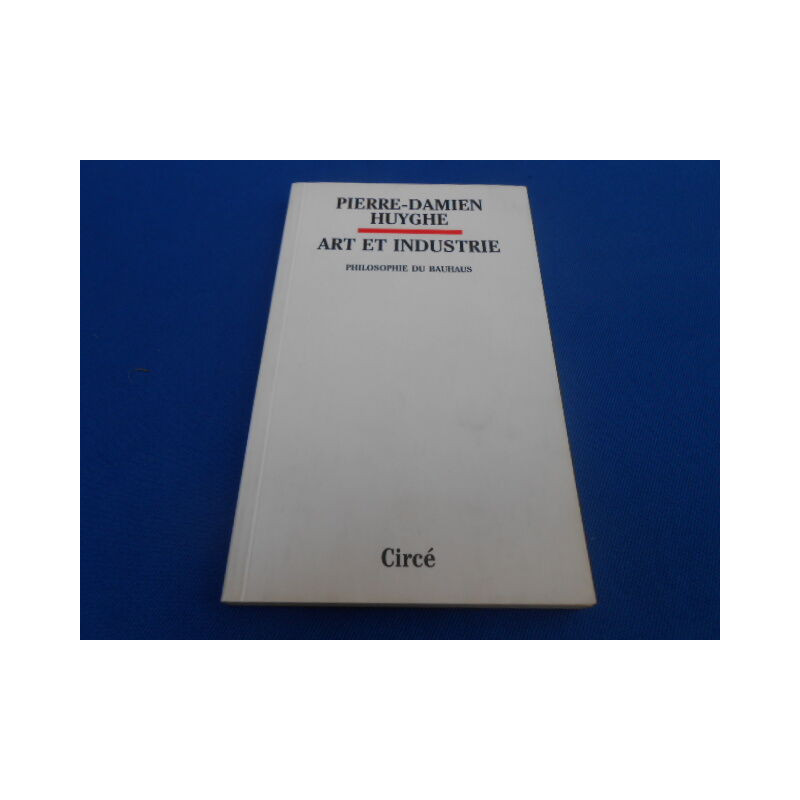 PIERRE-DAMIEN
HUYGHE
ART ET INDUSTRIE
PHILOSOPHIE DU BAUHAUS
Circé